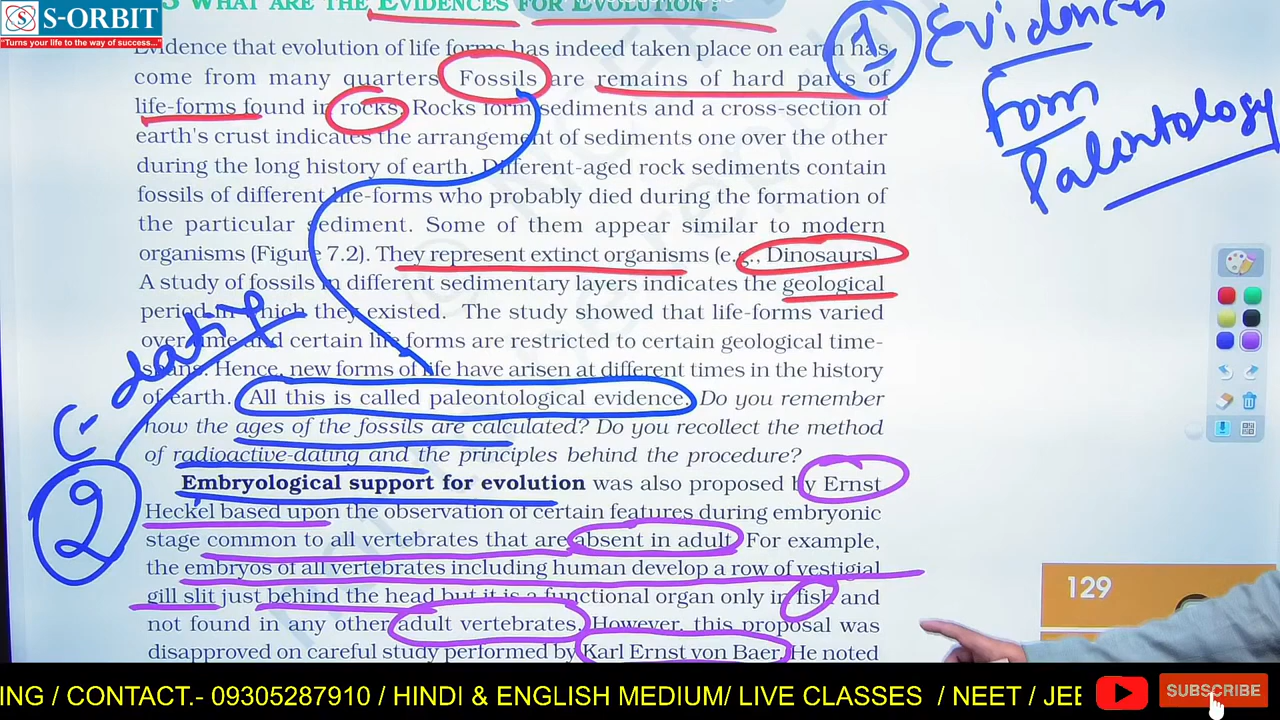 S-ORBIT
"Turns your life to the way of success..."
3 WHAT ARE THE EVIDENCES FOR EVOLUTION?
Evidence that evolution of life forms has indeed taken place on earth has
come from many quarters. Fossils are remains of hard parts of
life-forms found in rocks. Rocks form sediments and a cross-section of
earth's crust indicates the arrangement of sediments one over the other
during the long history of earth. Different-aged rock sediments contain
fossils of different life-forms who probably died during the formation of
the particular sediment. Some of them appear similar to modern
organisms (Figure 7.2). They represent extinct organisms (e.g., Dinosaurs).
A study of fossils in different sedimentary layers indicates the geological
period in which they existed. The study showed that life-forms varied
over time and certain life forms are restricted to certain geological time-
spans. Hence, new forms of life have arisen at different times in the history
of earth. All this is called paleontological evidence. Do you remember
how the ages of the fossils are calculated? Do you recollect the method
of radioactive-dating and the principles behind the procedure?
Embryological support for evolution was also proposed by Ernst
Heckel based upon the observation of certain features during embryonic
stage common to all vertebrates that are absent in adult. For example,
the embryos of all vertebrates including human develop a row of vestigial
gill slit just behind the head but it is a functional organ only in fish and
not found in any other adult vertebrates. However, this proposal was
disapproved on careful study performed by Karl Ernst von Baer. He noted
1 Evidences
Form
Palentology
C- dating
2
129
ING / CONTACT.- 09305287910 / HINDI & ENGLISH MEDIUM/ LIVE CLASSES / NEET / JEE
SUBSCRIBE